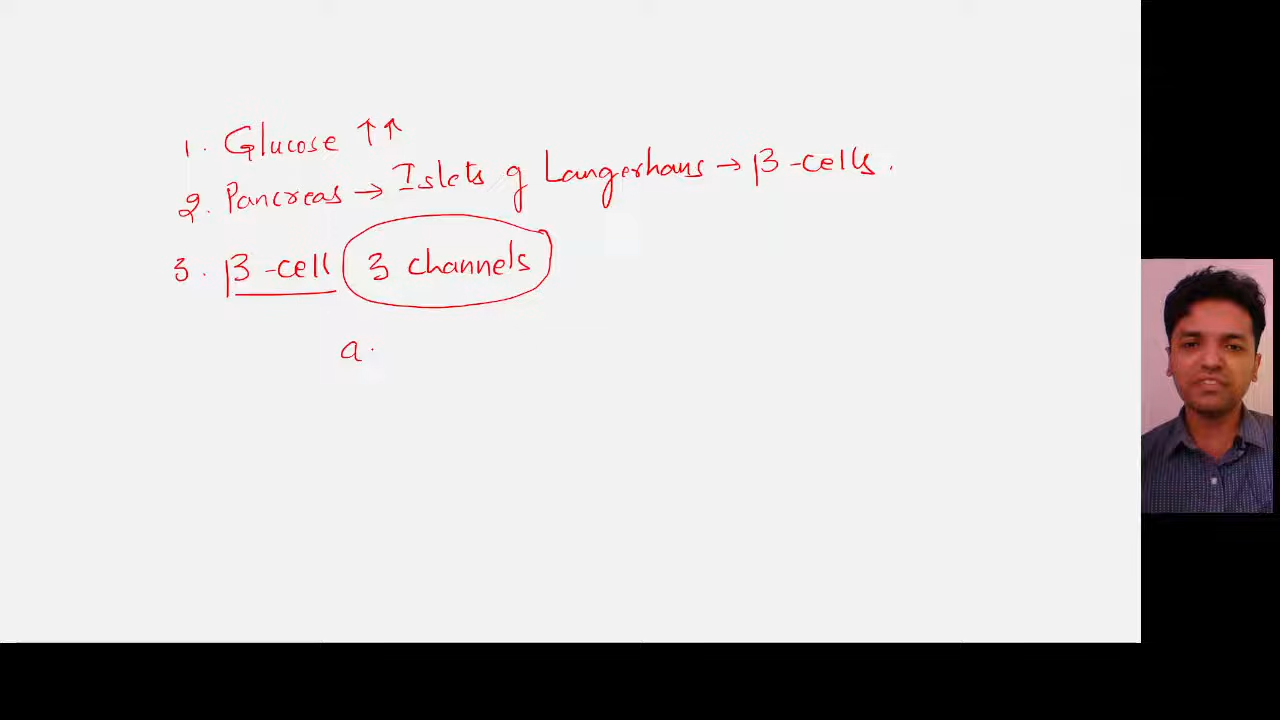 1. Glucose ↑↑
2. Pancreas → Islets of Langerhans → β-cells.
3. β-cell 3 channels
a.